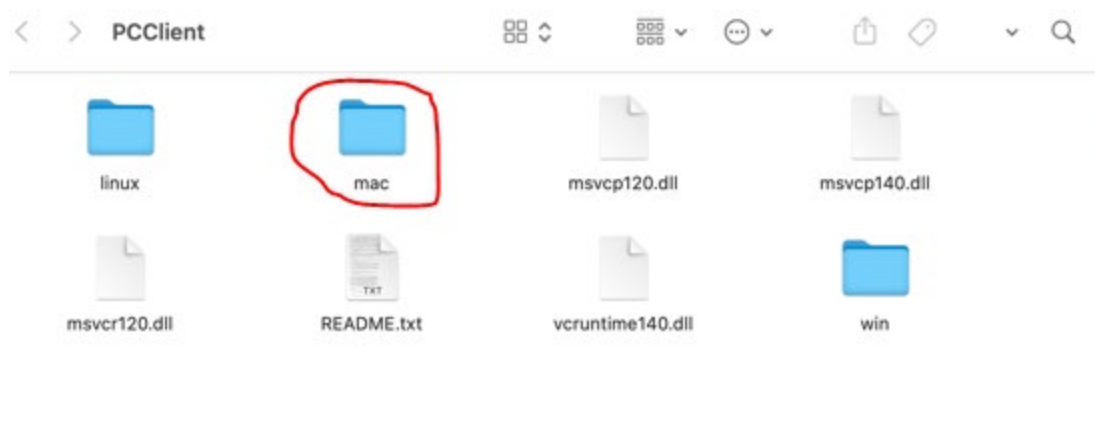 PCClient
linux
mac
msvcp120.dll
msvcp140.dll
TXT
msvcr120.dll
README.txt
vcruntime140.dll
win